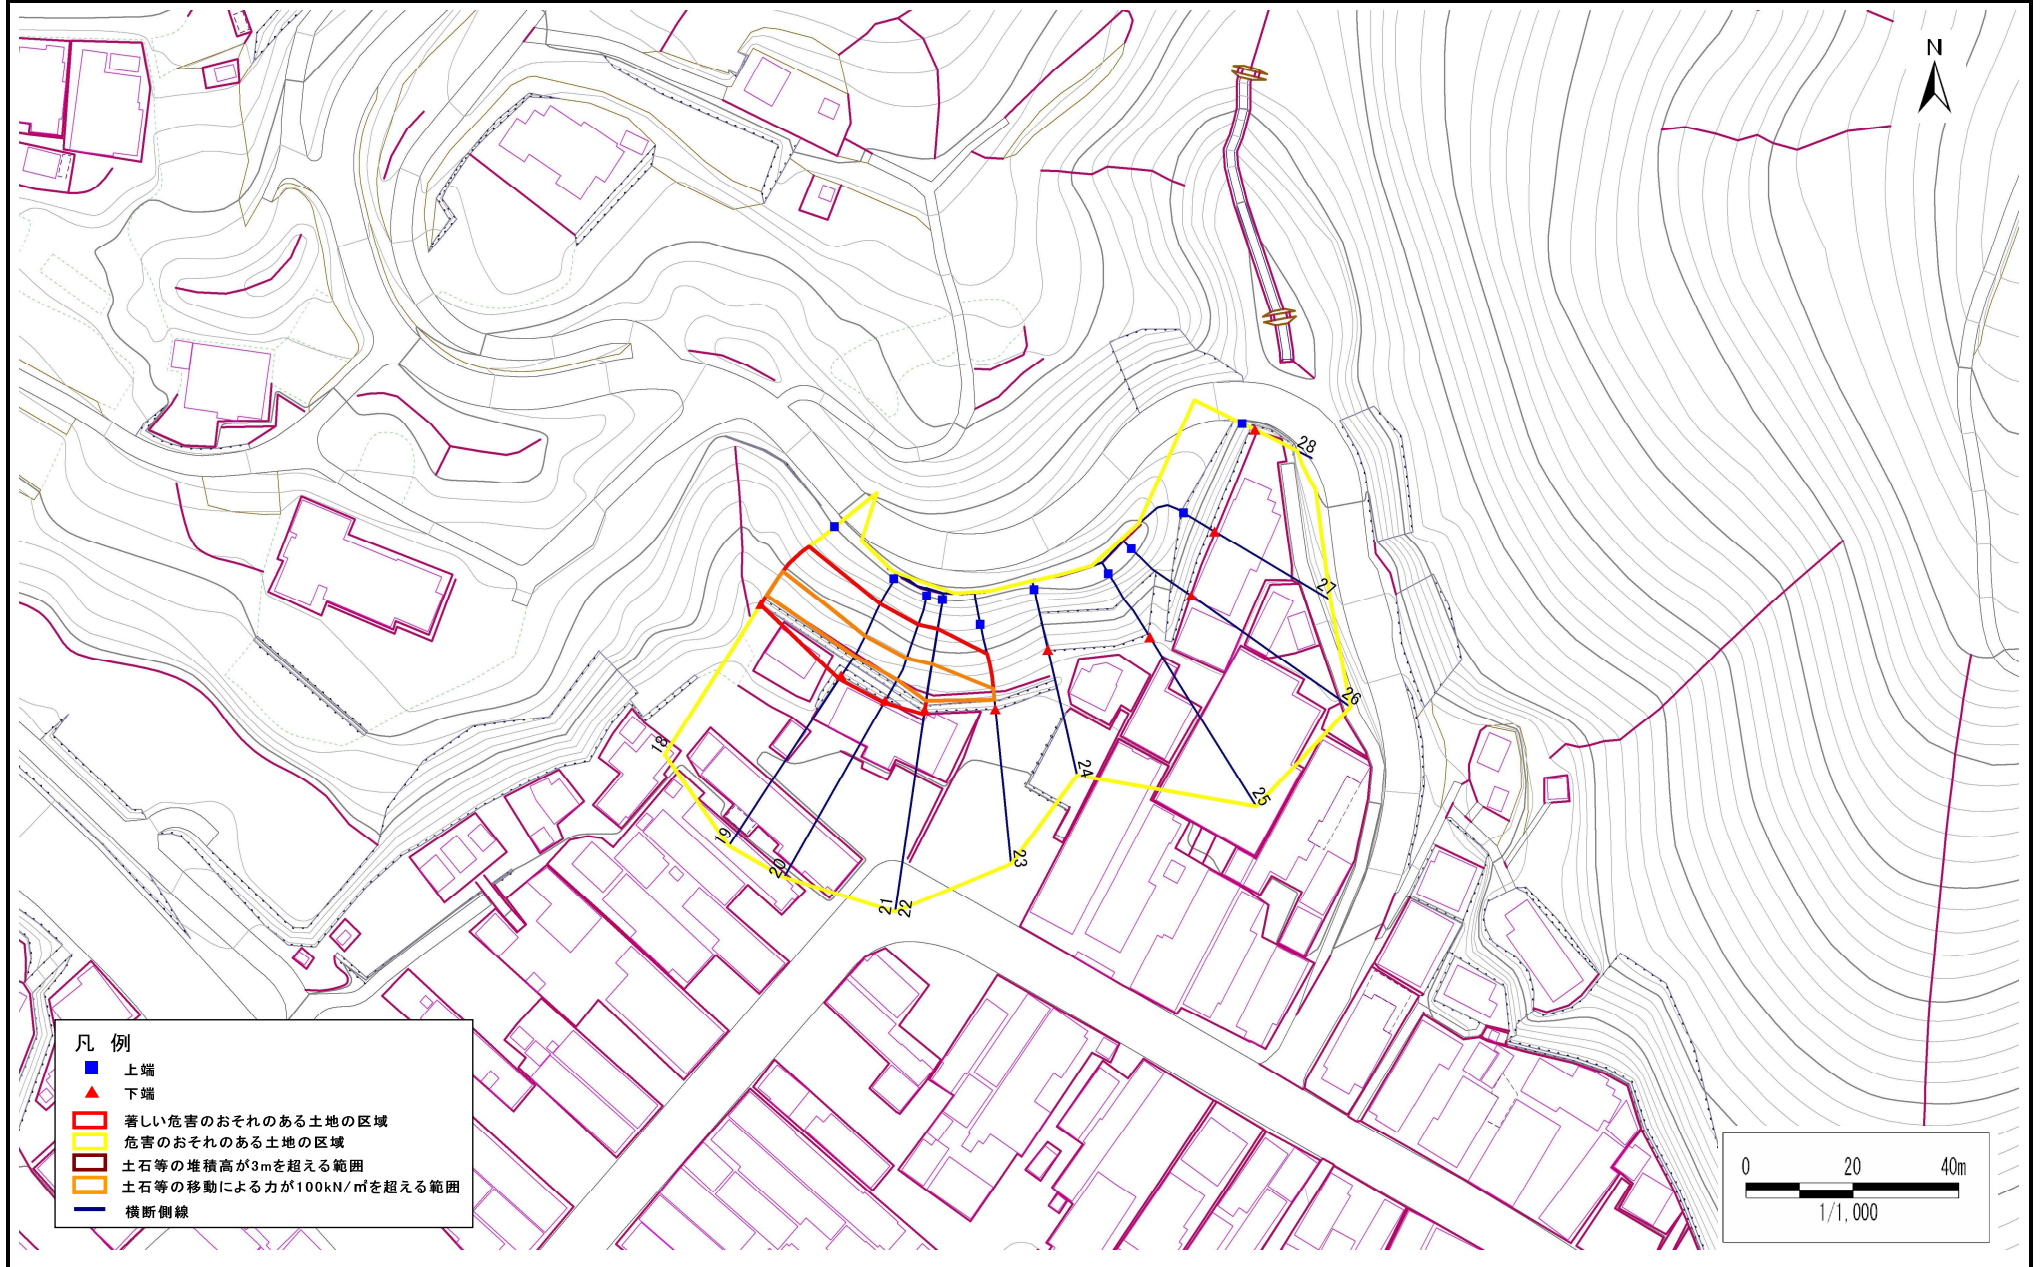 N
28
27
26
18
24
25
19
23
20
21
22
凡 例
上端
下端
著しい危害のおそれのある土地の区域
危害のおそれのある土地の区域
土石等の堆積高が3mを超える範囲
土石等の移動による力が100kN/㎡を超える範囲
横断側線
0 20 40m
1/1,000